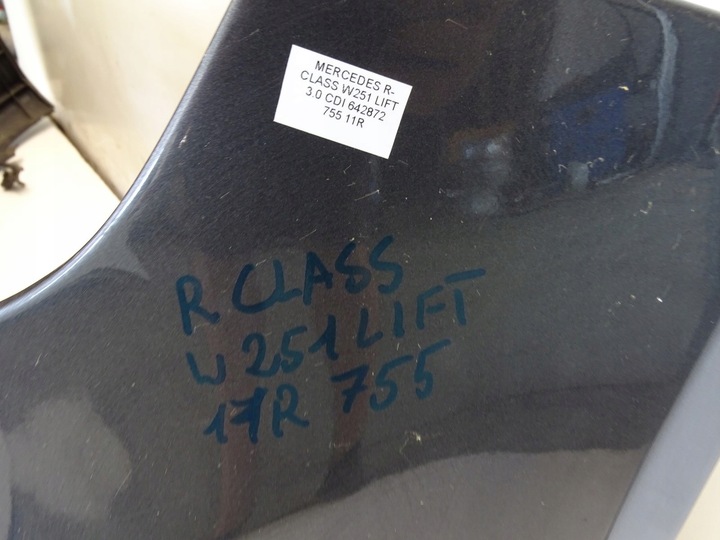 MERCEDES R-
CLASS W251 LIFT
3.0 CDI 642872
755 11R
R CLASS
W 251 LIFT
11R 755